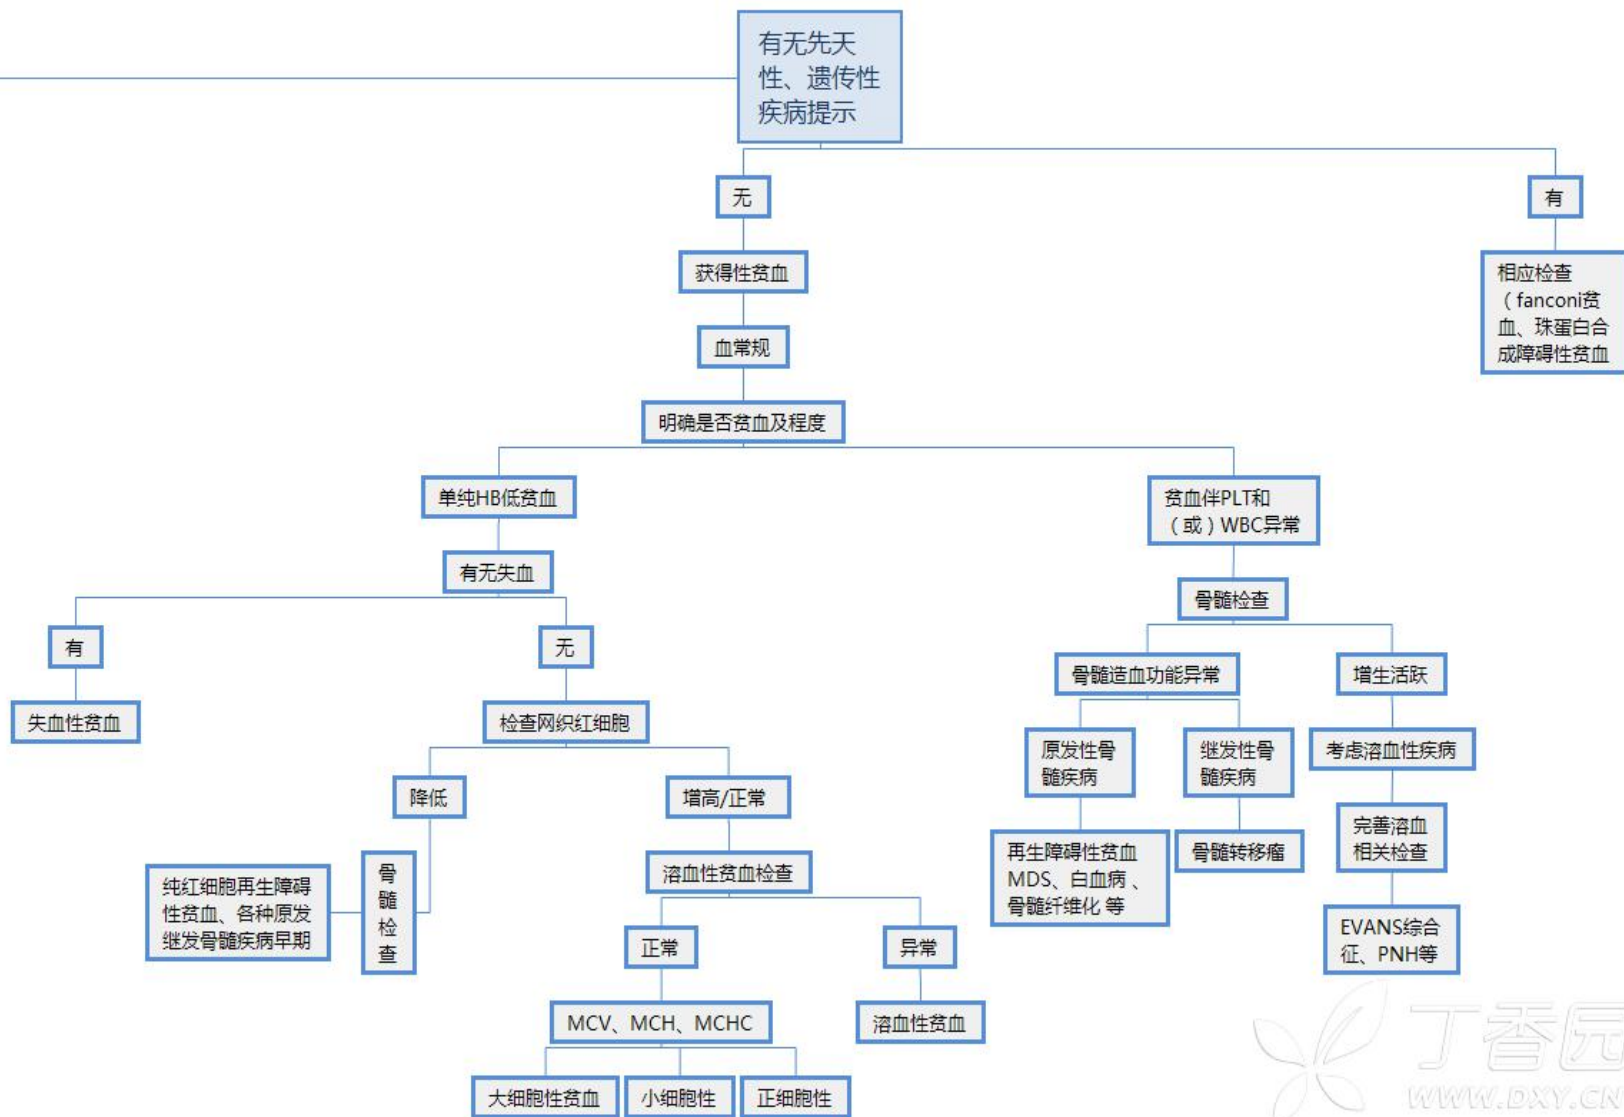 有无先天
性、遗传性
疾病提示
无
有
获得性贫血
相应检查
（fanconi贫
血、珠蛋白合
成障碍性贫血
血常规
明确是否贫血及程度
单纯HB低贫血
贫血伴PLT和
（或）WBC异常
有无失血
骨髓检查
有
无
骨髓造血功能异常
增生活跃
失血性贫血
检查网织红细胞
原发性骨
髓疾病
继发性骨
髓疾病
考虑溶血性疾病
降低
增高/正常
再生障碍性贫血
MDS、白血病 、
骨髓纤维化 等
骨髓转移瘤
完善溶血
相关检查
纯红细胞再生障碍
性贫血、各种原发
继发骨髓疾病早期
骨
髓
检
查
溶血性贫血检查
EVANS综合
征、PNH等
正常
异常
MCV、MCH、MCHC
溶血性贫血
大细胞性贫血
小细胞性
正细胞性
丁香园
WWW.DXY.CN